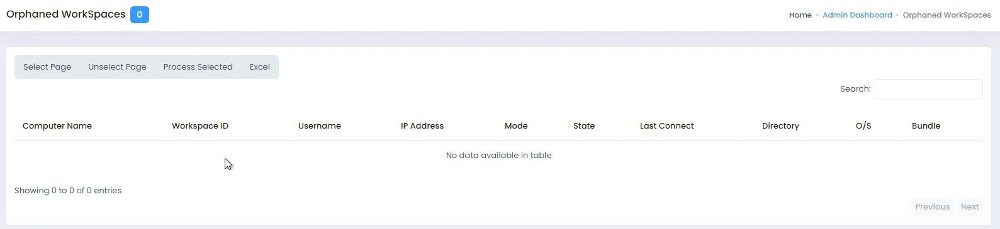 Orphaned WorkSpaces 0
Home • Admin Dashboard • Orphaned WorkSpaces
Select Page Unselect Page Process Selected Excel
Search:
Computer Name Workspace ID Username IP Address Mode State Last Connect Directory O/S Bundle
No data available in table
Showing 0 to 0 of 0 entries
Previous Next